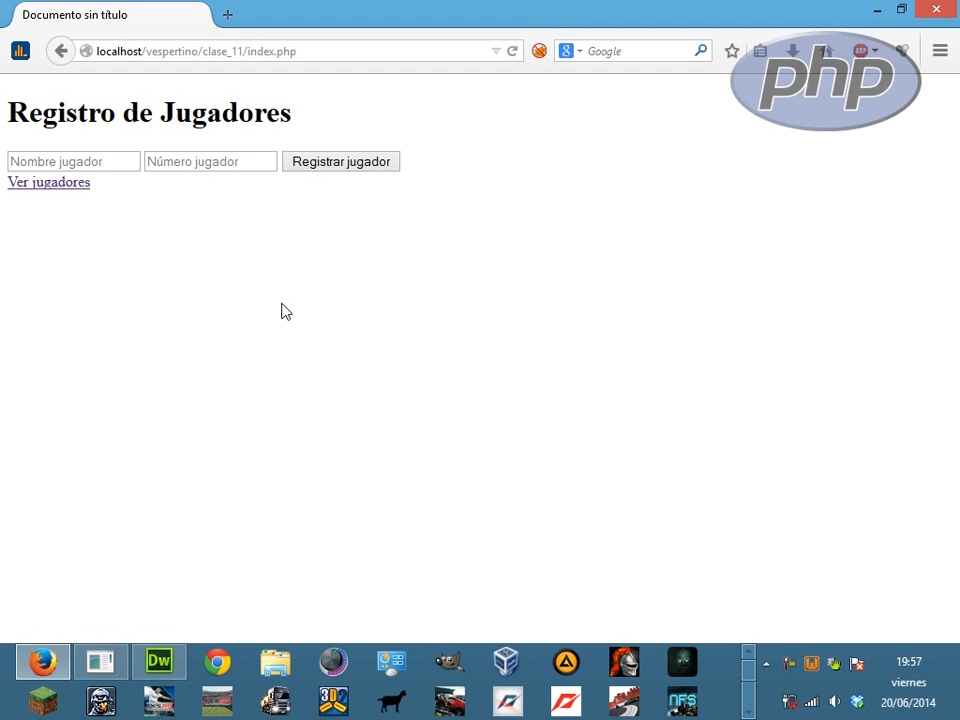 Documento sin título
localhost/vespertino/clase_11/index.php
Google
php
Registro de Jugadores
Nombre jugador
Número jugador
Registrar jugador
Ver jugadores
Dw
NFS
19:57
viernes
20/06/2014